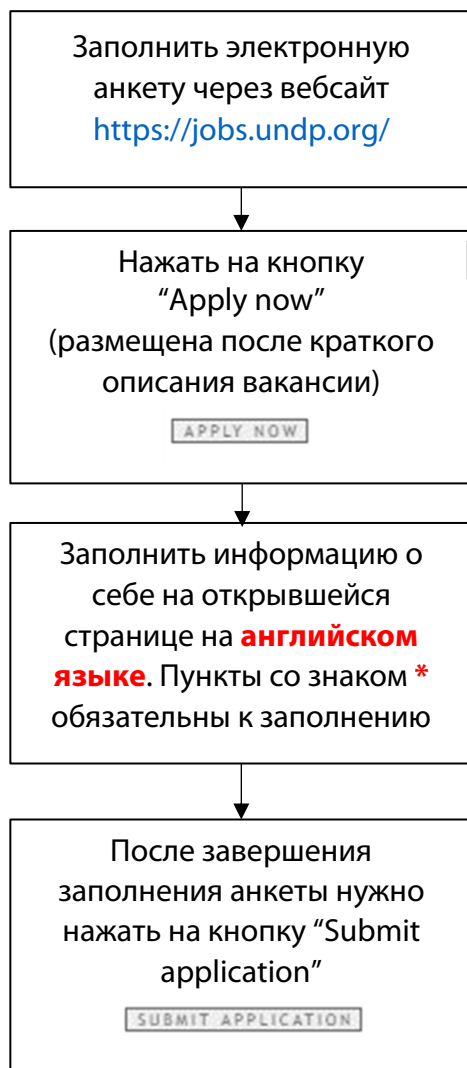 Заполнить электронную
анкету через вебсайт
https://jobs.undp.org/
Нажать на кнопку
“Apply now”
(размещена после краткого
описания вакансии)
APPLY NOW
Заполнить информацию о
себе на открывшейся
странице на английском
языке. Пункты со знаком *
обязательны к заполнению
После завершения
заполнения анкеты нужно
нажать на кнопку “Submit
application”
SUBMIT APPLICATION